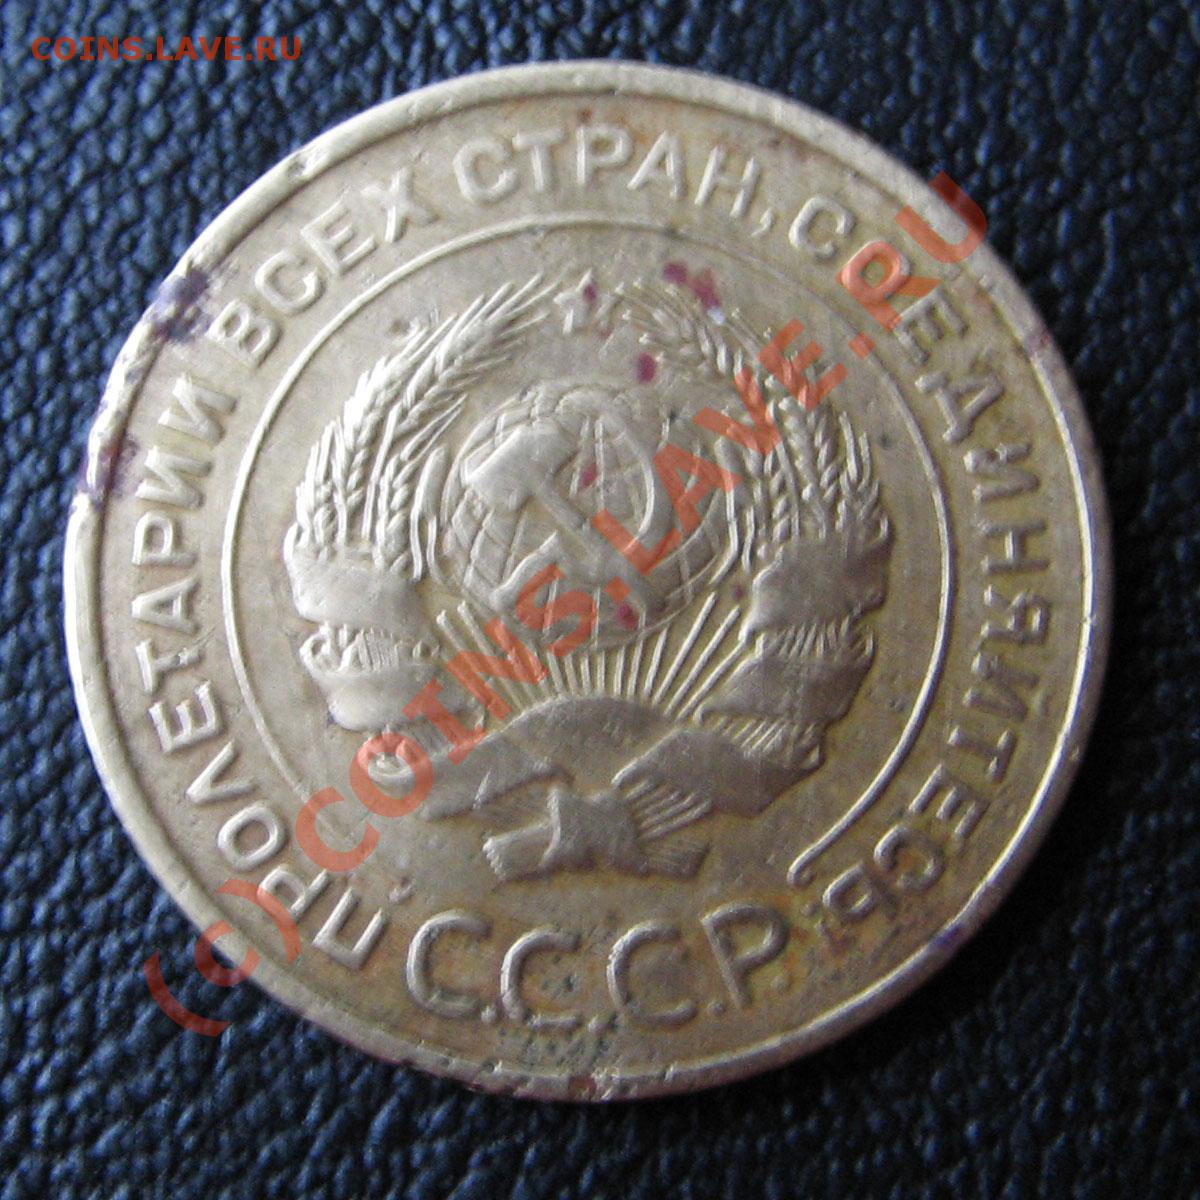 COINS.LAVE.RU
ПРОЛЕТАРИИ ВСЕХ СТРАН, СОЕДИНЯЙТЕСЬ!
С.С.С.Р.
(c) COINS.LAVE.RU